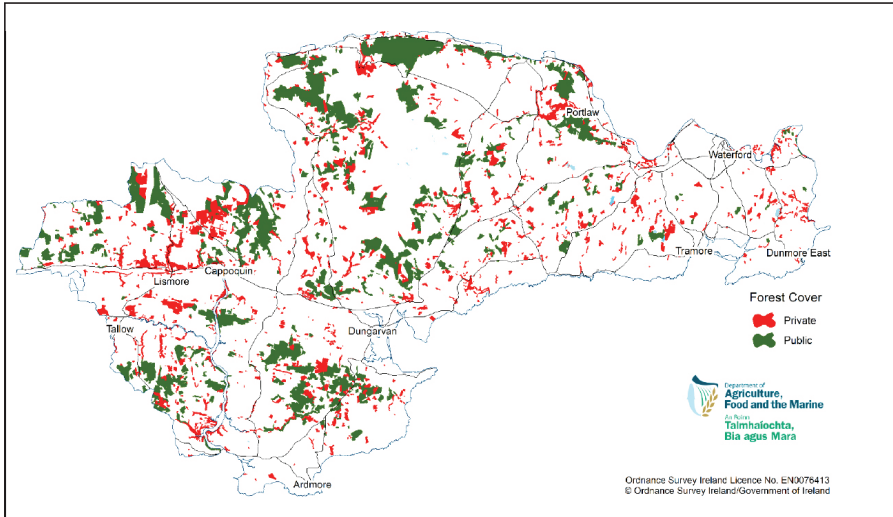 Portlaw
Waterford
Tramore
Dunmore East
Cappoquin
Lismore
Tallow
Dungarvan
Ardmore
Forest Cover
Private
Public
Department of
Agriculture,
Food and the Marine
An Roinn
Talmhaíochta,
Bia agus Mara
Ordnance Survey Ireland Licence No. EN0076413
© Ordnance Survey Ireland/Government of Ireland